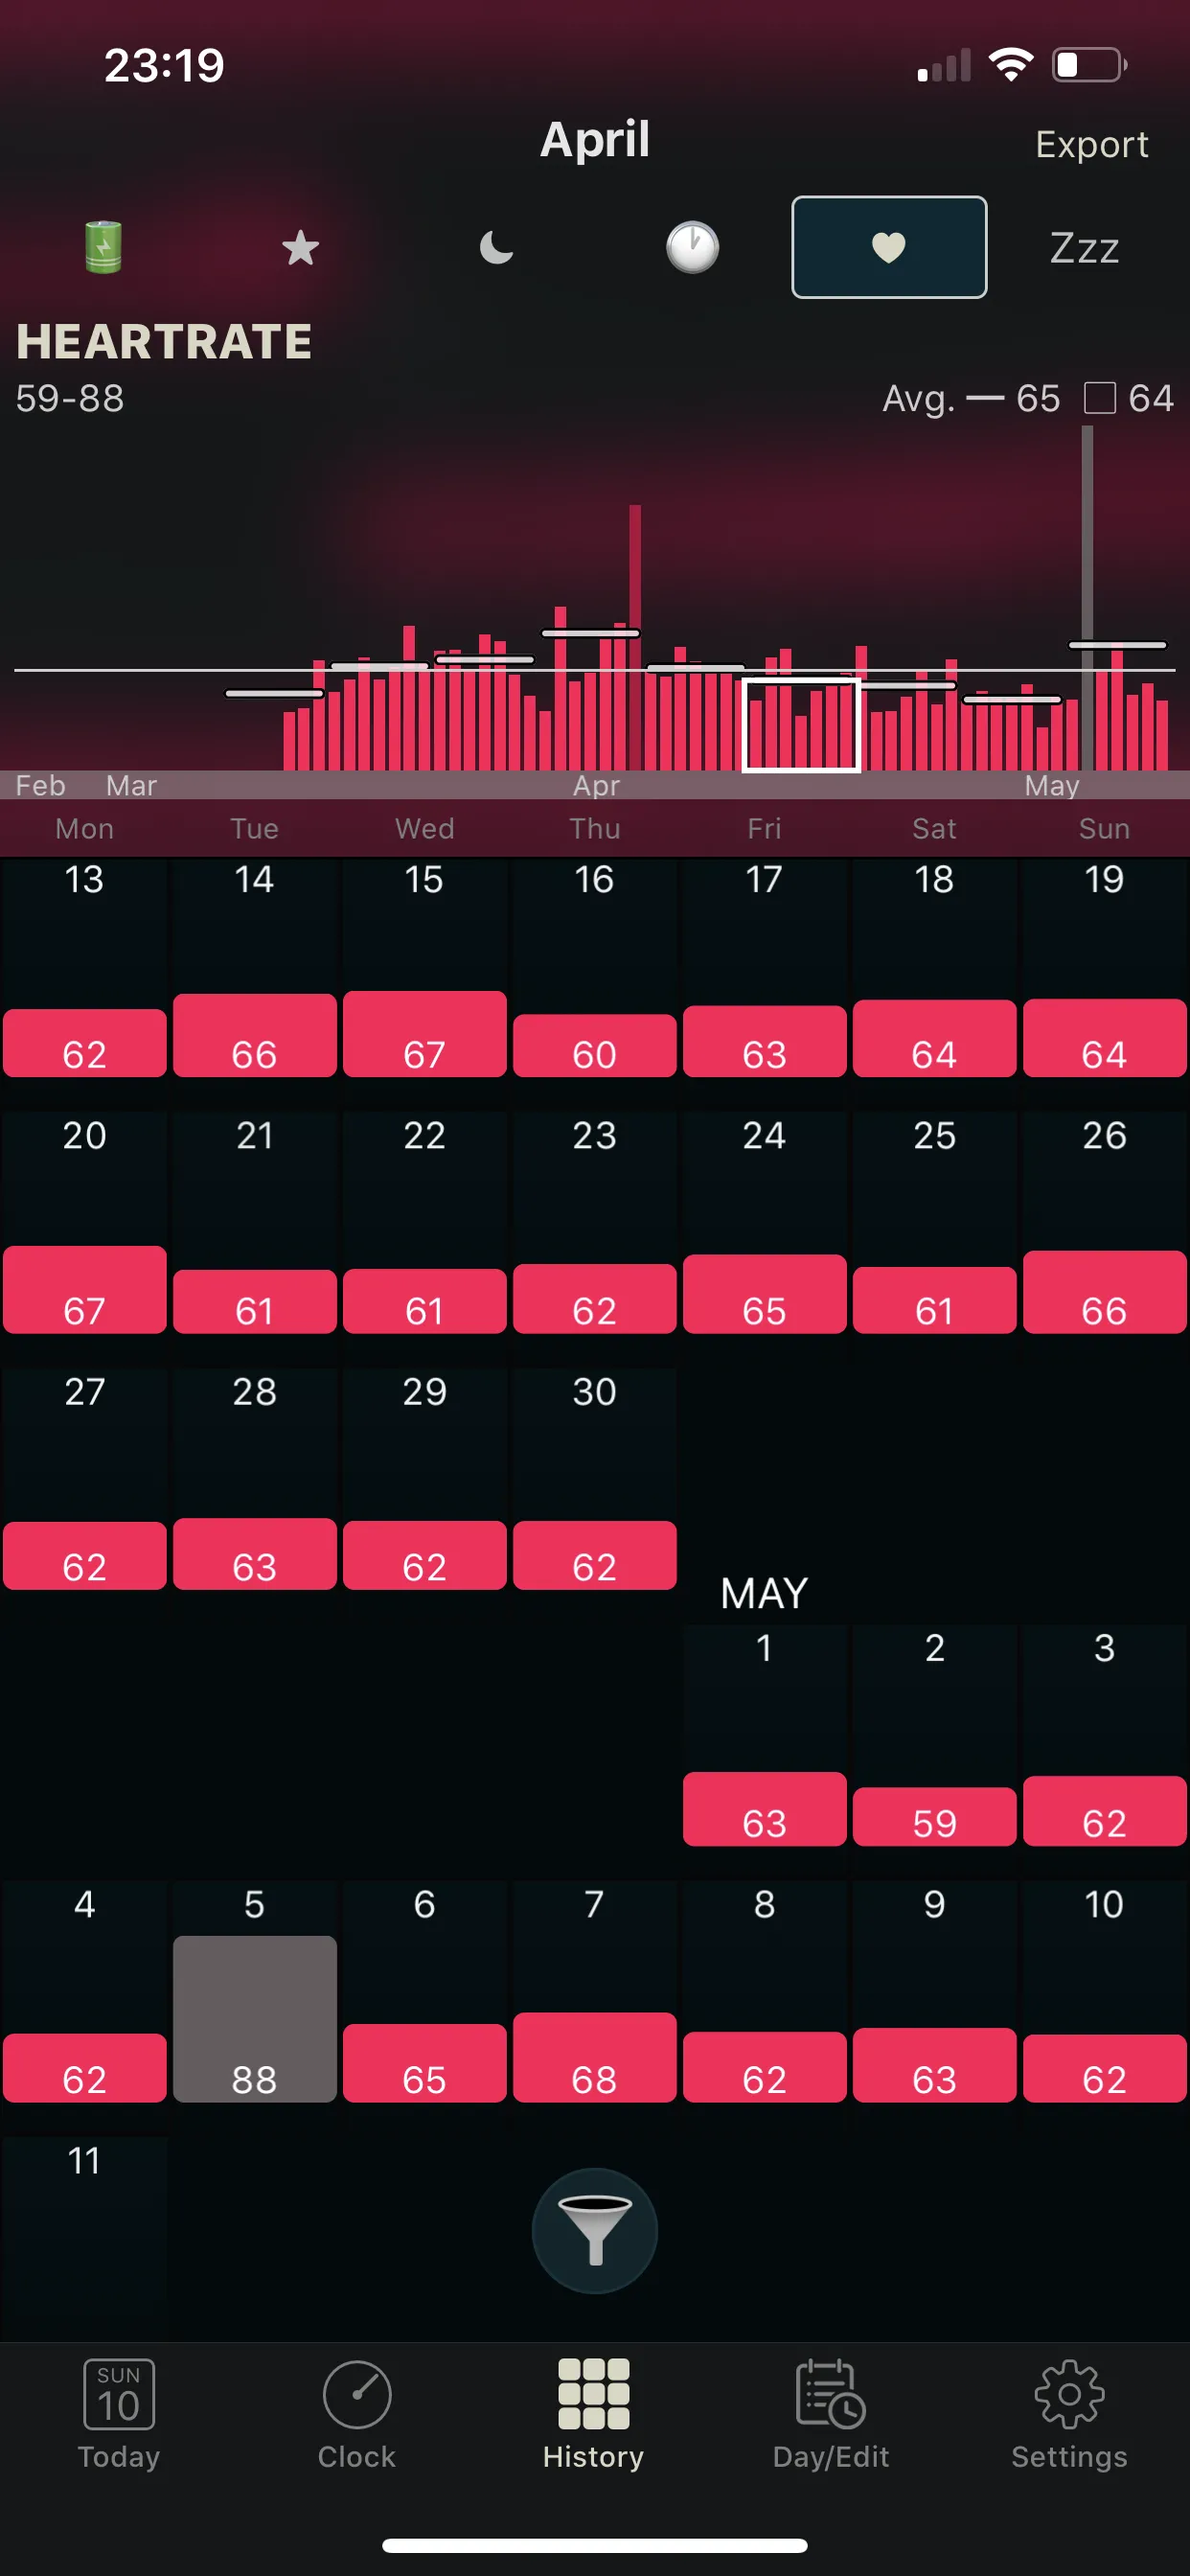 23:19
April
Export
Zzz
HEARTRATE
59-88
Avg. 65 64
Feb Mar Apr May
Mon Tue Wed Thu Fri Sat Sun
13 14 15 16 17 18 19
62 66 67 60 63 64 64
20 21 22 23 24 25 26
67 61 61 62 65 61 66
27 28 29 30
62 63 62 62
MAY
1 2 3
63 59 62
4 5 6 7 8 9 10
62 88 65 68 62 63 62
11
SUN
10
Today Clock History Day/Edit Settings